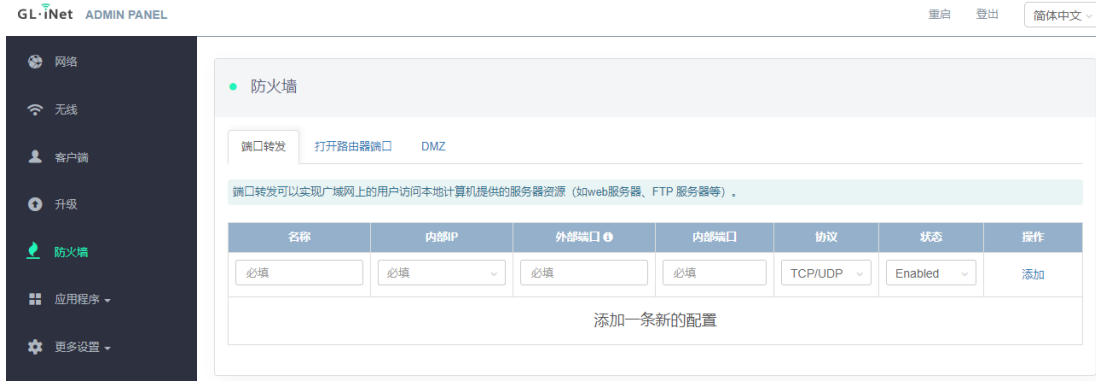 GL·iNet ADMIN PANEL 重启 登出 简体中文
网络
无线
客户端
升级
防火墙
应用程序
更多设置
防火墙
端口转发 打开路由器端口 DMZ
端口转发可以实现广域网上的用户访问本地计算机提供的服务器资源（如web服务器、FTP 服务器等）。
名称 内部IP 外部端口 内部端口 协议 状态 操作
必填 必填 必填 必填 TCP/UDP Enabled 添加
添加一条新的配置